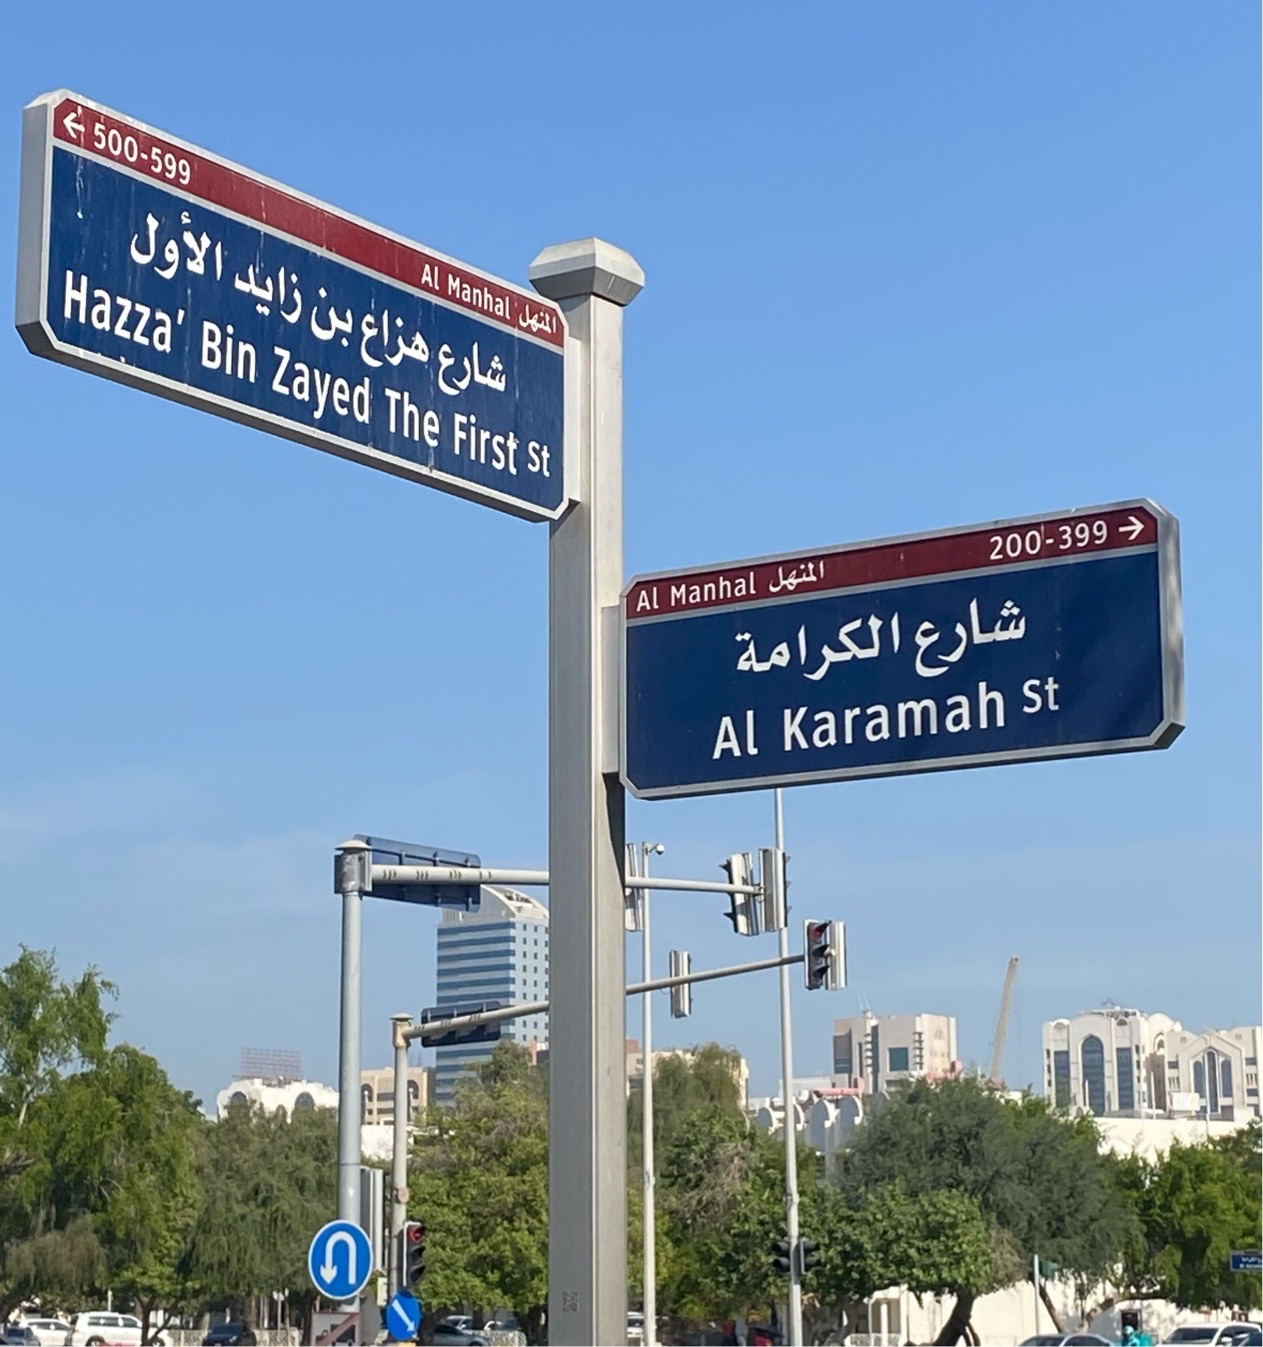 ← 500-599
Al Manhal المنهل
شارع هزاع بن زايد الأول
Hazza' Bin Zayed The First St
Al Manhal المنهل
200-399 →
شارع الكرامة
Al Karamah St